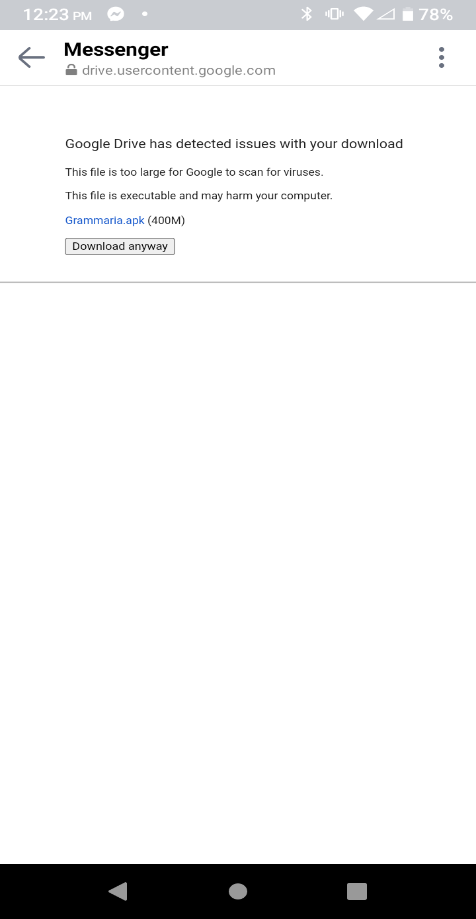 12:23 PM
78%
Messenger
drive.usercontent.google.com
Google Drive has detected issues with your download
This file is too large for Google to scan for viruses.
This file is executable and may harm your computer.
Grammaria.apk (400M)
Download anyway